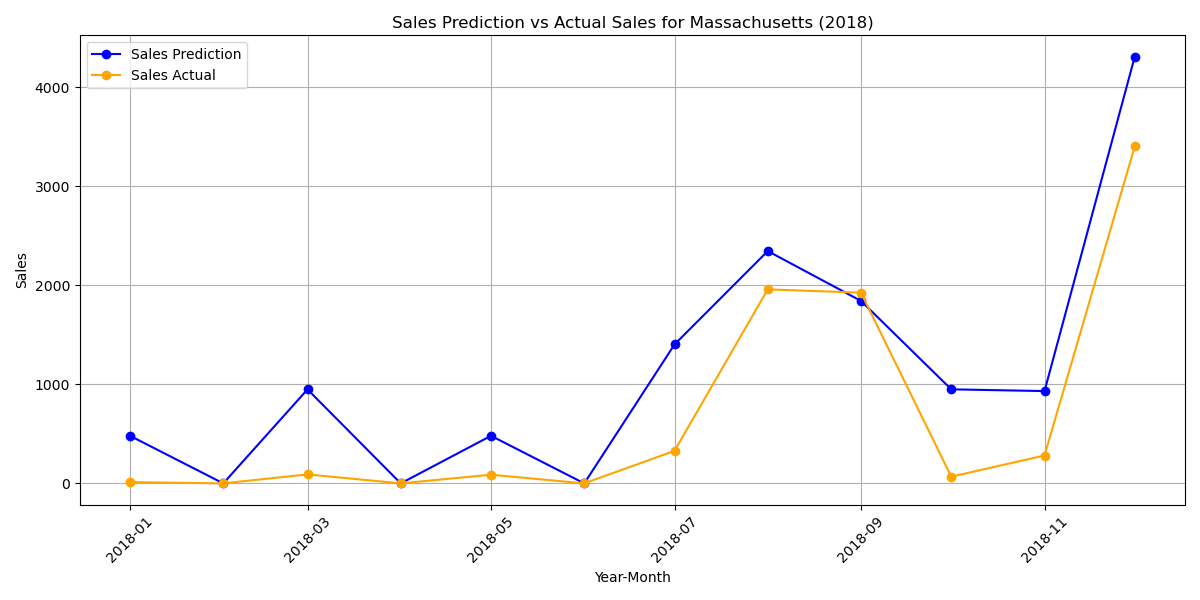 Sales Prediction vs Actual Sales for Massachusetts (2018)
Sales Prediction
Sales Actual
4000
3000
2000
1000
0
Sales
2018-01
2018-03
2018-05
2018-07
2018-09
2018-11
Year-Month